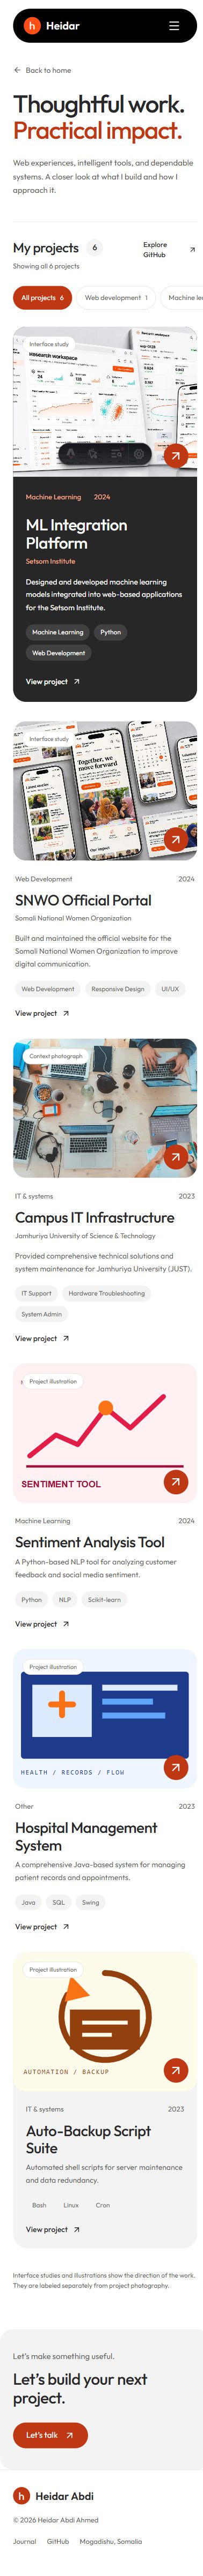 h Heidar
Back to home
Thoughtful work.
Practical impact.
Web experiences, intelligent tools, and dependable
systems. A closer look at what I build and how I
approach it.
My projects 6
Explore
GitHub
Showing all 6 projects
All projects 6
Web development 1
Interface study
Machine Learning 2024
ML Integration
Platform
Setsom Institute
Designed and developed machine learning
models integrated into web-based applications
for the Setsom Institute.
Machine Learning
Python
Web Development
View project
Interface study
Web Development 2024
SNWO Official Portal
Somali National Women Organization
Built and maintained the official website for the
Somali National Women Organization to improve
digital communication.
Web Development
Responsive Design
UI/UX
View project
Context photograph
IT & systems 2023
Campus IT Infrastructure
Jamhuriya University of Science & Technology
Provided comprehensive technical solutions and
system maintenance for Jamhuriya University (JUST).
IT Support
Hardware Troubleshooting
System Admin
View project
Project illustration
SENTIMENT TOOL
Machine Learning 2024
Sentiment Analysis Tool
A Python-based NLP tool for analyzing customer
feedback and social media sentiment.
Python
NLP
Scikit-learn
View project
Project illustration
HEALTH / RECORDS / FLOW
Other 2023
Hospital Management
System
A comprehensive Java-based system for managing
patient records and appointments.
Java
SQL
Swing
View project
Project illustration
AUTOMATION / BACKUP
IT & systems 2023
Auto-Backup Script
Suite
Automated shell scripts for server maintenance
and data redundancy.
Bash
Linux
Cron
View project
Interface studies and illustrations show the direction of the work.
They are labeled separately from project photography.
Let's make something useful.
Let's build your next
project.
Let's talk
h Heidar Abdi
© 2026 Heidar Abdi Ahmed
Journal GitHub Mogadishu, Somalia